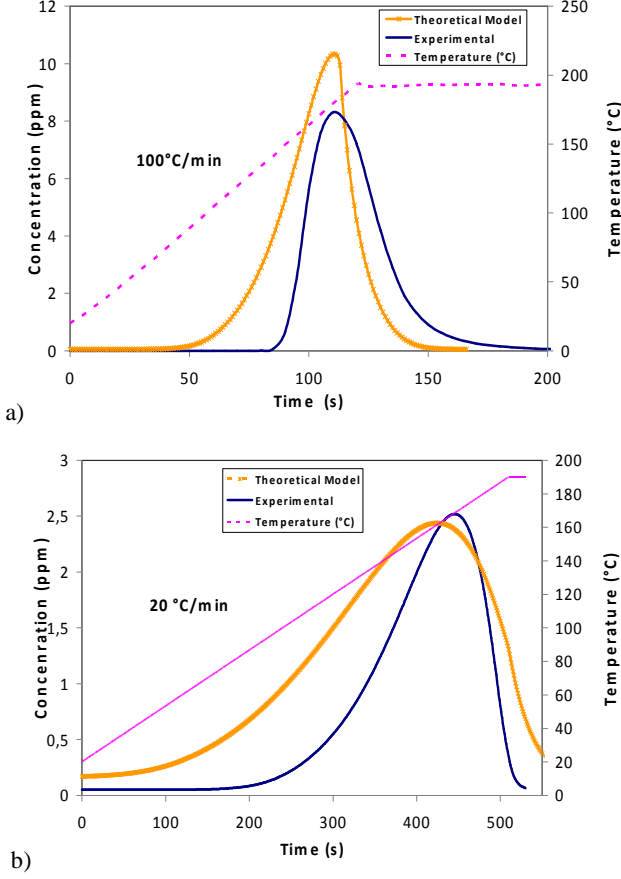 12
10
8
6
4
2
0
Concentration (ppm)
Theoretical Model
Experimental
Temperature (°C)
100°C/min
250
200
150
100
50
0
Temperature (°C)
0 50 100 150 200
Time (s)
a)
3
2,5
2
1,5
1
0,5
0
Concenration (ppm)
Theoretical Model
Experimental
Temperature (°C)
20 °C/min
200
180
160
140
120
100
80
60
40
20
0
Temperature (°C)
0 100 200 300 400 500
Time (s)
b)